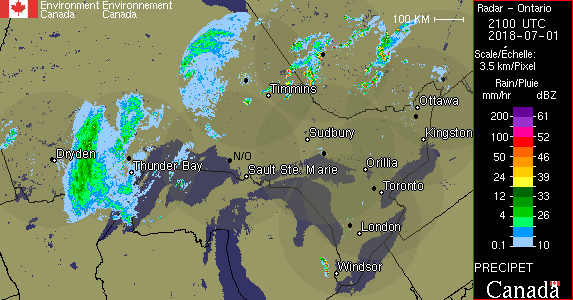 Environment Environnement
Canada Canada
100 KM
Timmins
Ottawa
Sudbury
Kingston
Dryden
Thunder Bay
N/O
Sault Ste. Marie
Orillia
Toronto
London
Windsor
Radar - Ontario
2100 UTC
2018-07-01
Scale/Échelle:
3.5 km/Pixel
Rain/Pluie
mm/hr dBZ
200 61
100 52
50 46
24 39
12 33
4 26
2 20
0.1 10
PRECIPET
Canada